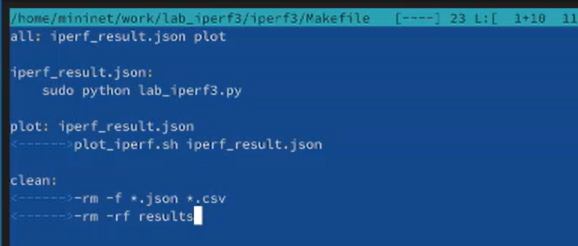 /home/mininet/work/lab_iperf3/iperf3/Makefile [----] 23 L:[ 1+10 11
all: iperf_result.json plot
iperf_result.json:
sudo python lab_iperf3.py
plot: iperf_result.json
<------>plot_iperf.sh iperf_result.json
clean:
<------>-rm -f *.json *.csv
<------>-rm -rf results